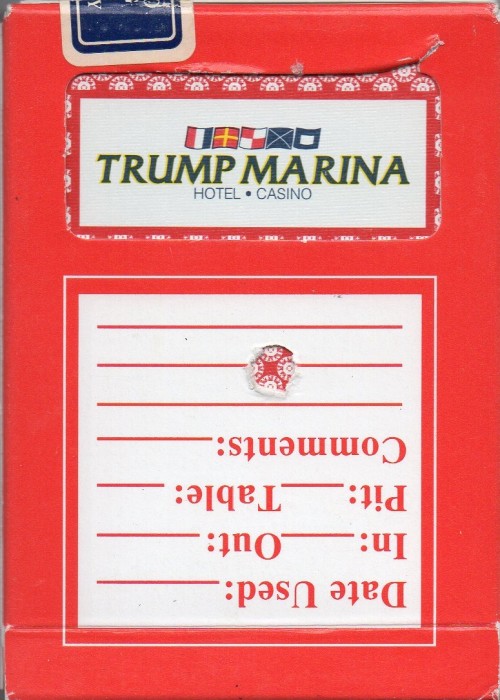 TRUMP MARINA
HOTEL • CASINO
Date Used:
In: Out:
Pit: Table:
Comments: